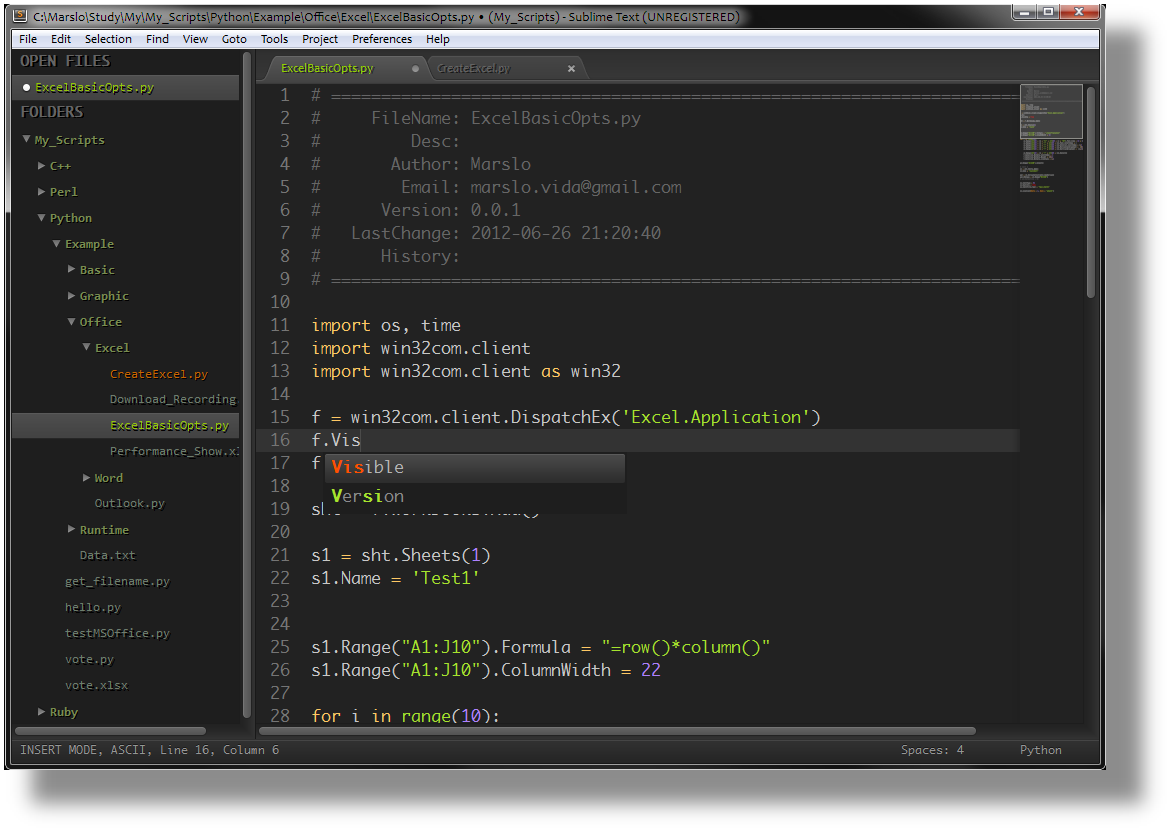 C:\Marslo\Study\My\My_Scripts\Python\Example\Office\Excel\ExcelBasicOpts.py • (My_Scripts) - Sublime Text (UNREGISTERED)
File Edit Selection Find View Goto Tools Project Preferences Help
OPEN FILES
ExcelBasicOpts.py
FOLDERS
My_Scripts
C++
Perl
Python
Example
Basic
Graphic
Office
Excel
CreateExcel.py
Download_Recording
ExcelBasicOpts.py
Performance_Show.x
Word
Outlook.py
Runtime
Data.txt
get_filename.py
hello.py
testMSOffice.py
vote.py
vote.xlsx
Ruby
ExcelBasicOpts.py CreateExcel.py
1 # =====================================================================
2 # FileName: ExcelBasicOpts.py
3 # Desc:
4 # Author: Marslo
5 # Email: marslo.vida@gmail.com
6 # Version: 0.0.1
7 # LastChange: 2012-06-26 21:20:40
8 # History:
9 # =====================================================================
10
11 import os, time
12 import win32com.client
13 import win32com.client as win32
14
15 f = win32com.client.DispatchEx('Excel.Application')
16 f.Vis
17 f
Visible
18
Version
19
20
21 s1 = sht.Sheets(1)
22 s1.Name = 'Test1'
23
24
25 s1.Range("A1:J10").Formula = "=row()*column()"
26 s1.Range("A1:J10").ColumnWidth = 22
27
28 for i in range(10):
INSERT MODE, ASCII, Line 16, Column 6 Spaces: 4 Python